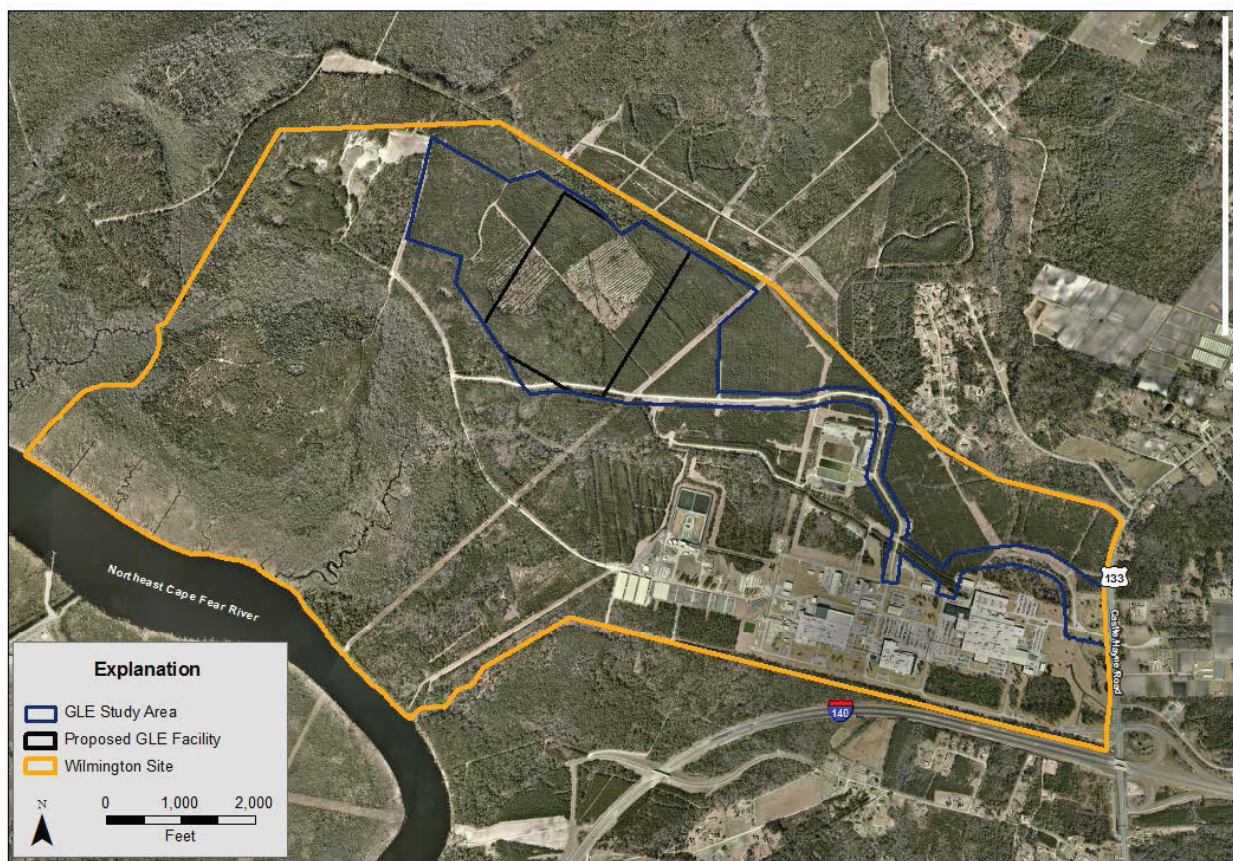 133
Castle Hayne Road
Northeast Cape Fear River
140
Explanation
GLE Study Area
Proposed GLE Facility
Wilmington Site
N
0 1,000 2,000
Feet